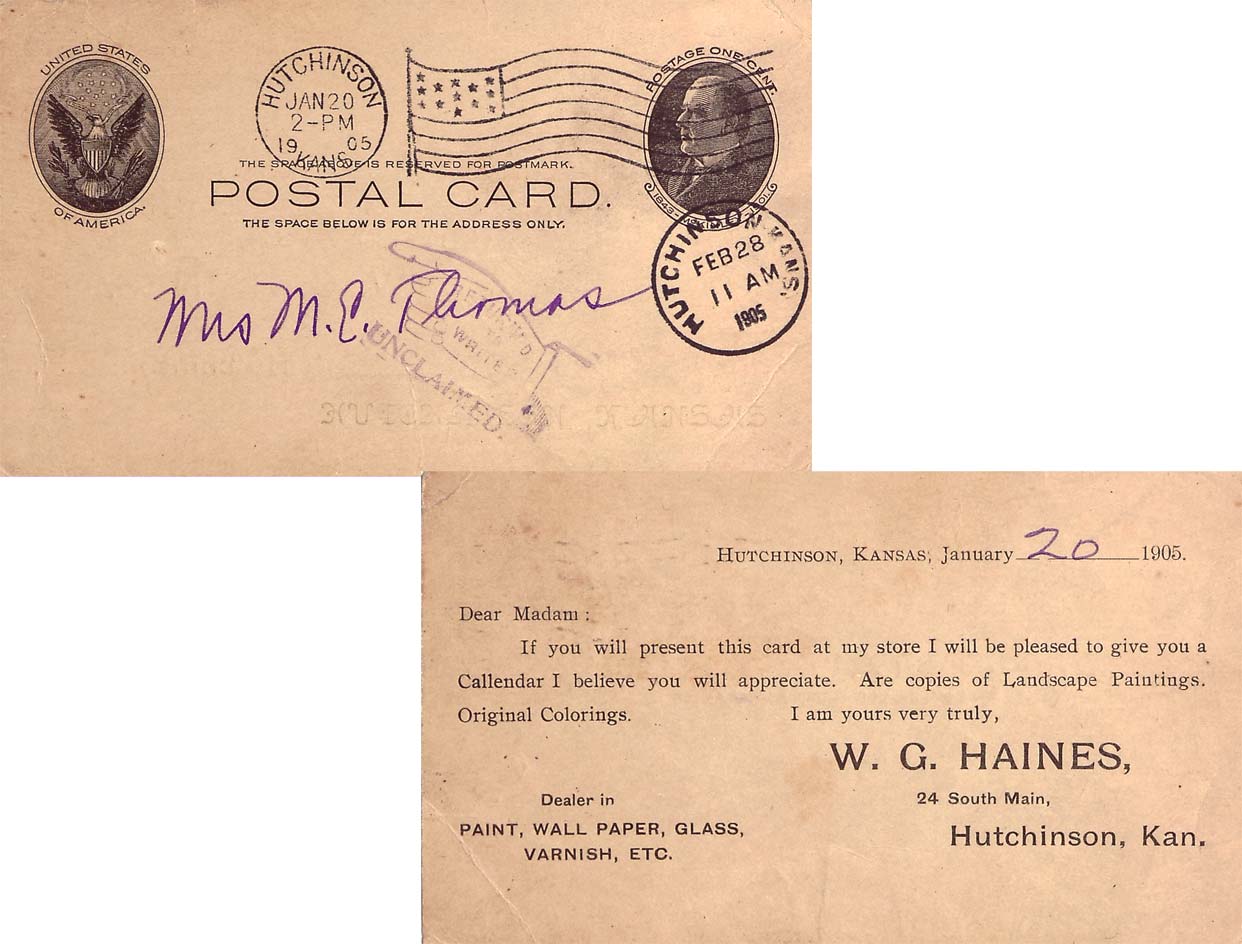 UNITED STATES
OF AMERICA.
HUTCHINSON
JAN 20
2-PM
19 05
KANS
POSTAGE ONE CENT.
THE SPACE ABOVE IS RESERVED FOR POSTMARK.
POSTAL CARD.
THE SPACE BELOW IS FOR THE ADDRESS ONLY.
1843-MCKINLEY-1901.
HUTCHINSON, KANS.
FEB 28
11 AM
1905
Mrs M. E. Thomas
WRITER
UNCLAIMED.
HUTCHINSON, KANSAS, January 20 1905.
Dear Madam :
If you will present this card at my store I will be pleased to give you a
Callendar I believe you will appreciate. Are copies of Landscape Paintings.
Original Colorings. I am yours very truly,
W. G. HAINES,
Dealer in 24 South Main,
PAINT, WALL PAPER, GLASS, Hutchinson, Kan.
VARNISH, ETC.